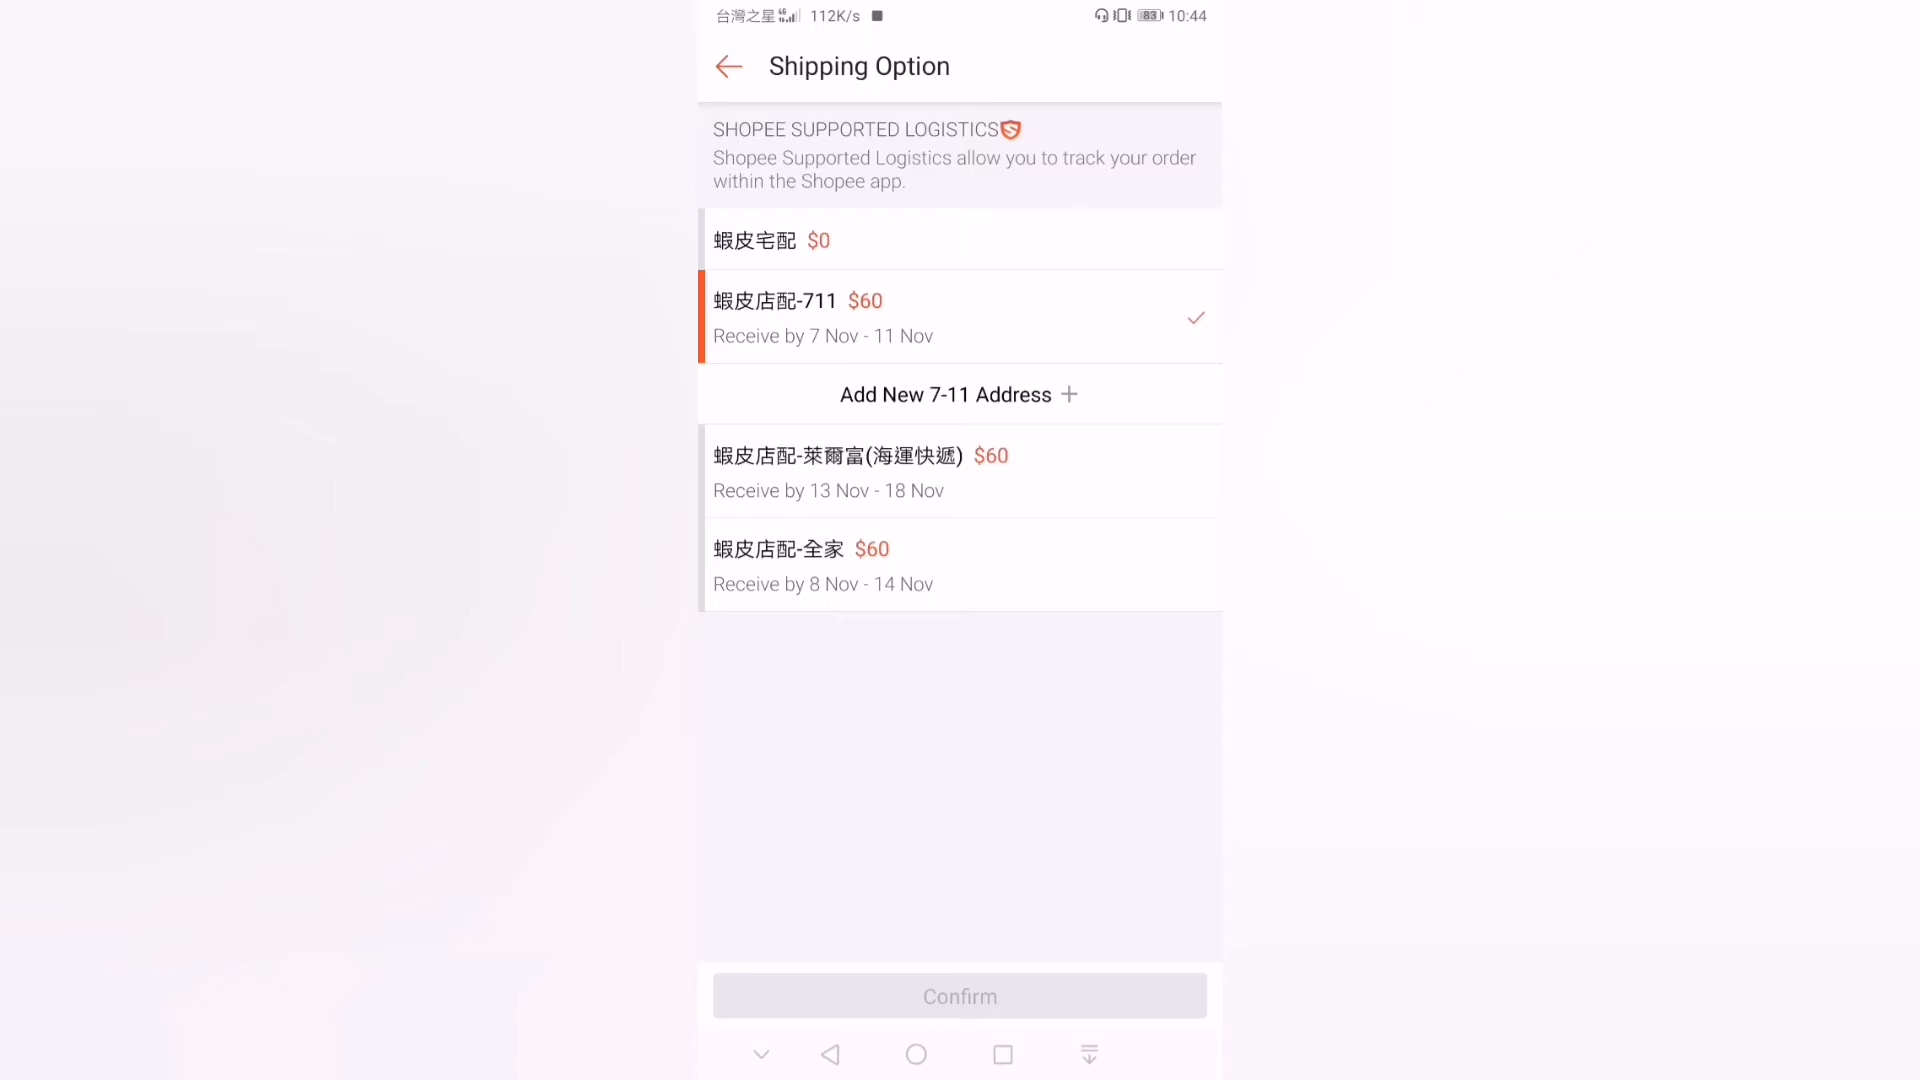 台灣之星 4G 112K/s 83 10:44
Shipping Option
SHOPEE SUPPORTED LOGISTICS
Shopee Supported Logistics allow you to track your order
within the Shopee app.
蝦皮宅配 $0
蝦皮店配-711 $60
Receive by 7 Nov - 11 Nov
Add New 7-11 Address +
蝦皮店配-萊爾富(海運快遞) $60
Receive by 13 Nov - 18 Nov
蝦皮店配-全家 $60
Receive by 8 Nov - 14 Nov
Confirm